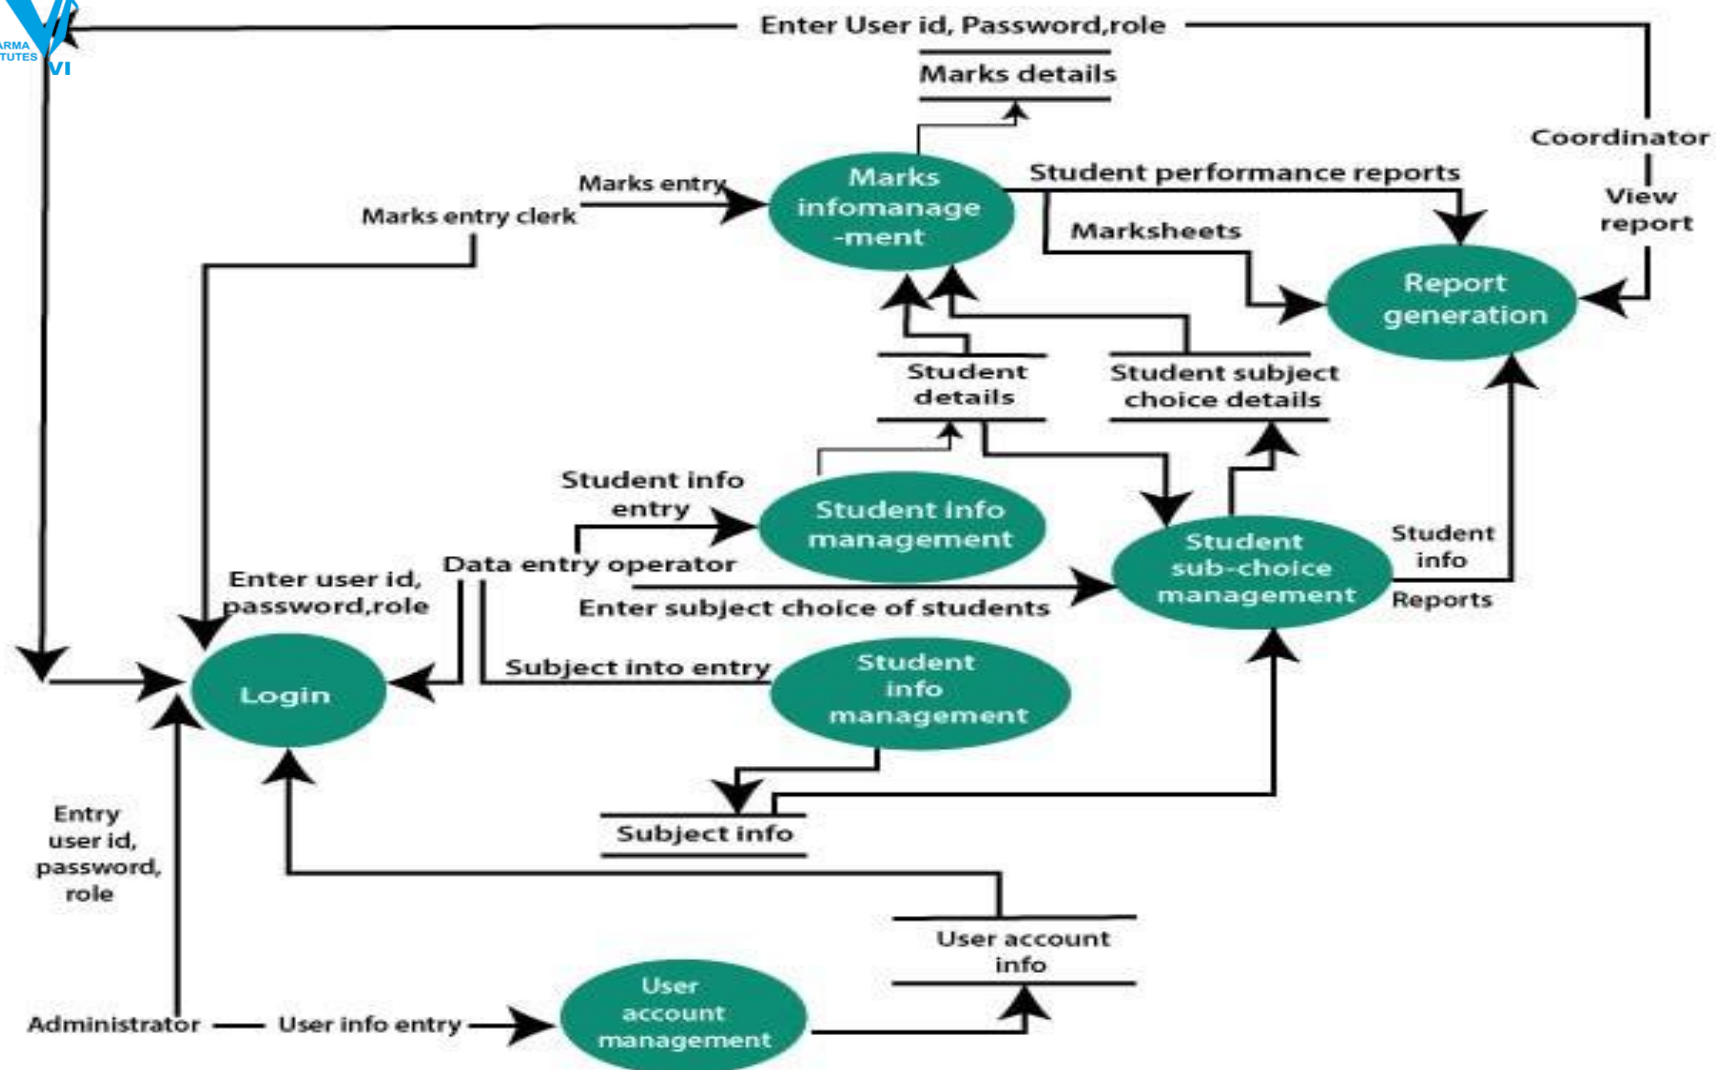 ARMA
TUTES
VI
Enter User id, Password,role
Marks details
Coordinator
View
report
Marks entry
Marks entry clerk
Marks
infomanage
-ment
Student performance reports
Marksheets
Report
generation
Student
details
Student subject
choice details
Student info
entry
Student info
management
Data entry operator
Enter user id,
password,role
Enter subject choice of students
Student
sub-choice
management
Student
info
Reports
Login
Subject into entry
Student
info
management
Entry
user id,
password,
role
Subject info
User account
info
Administrator
User info entry
User
account
management